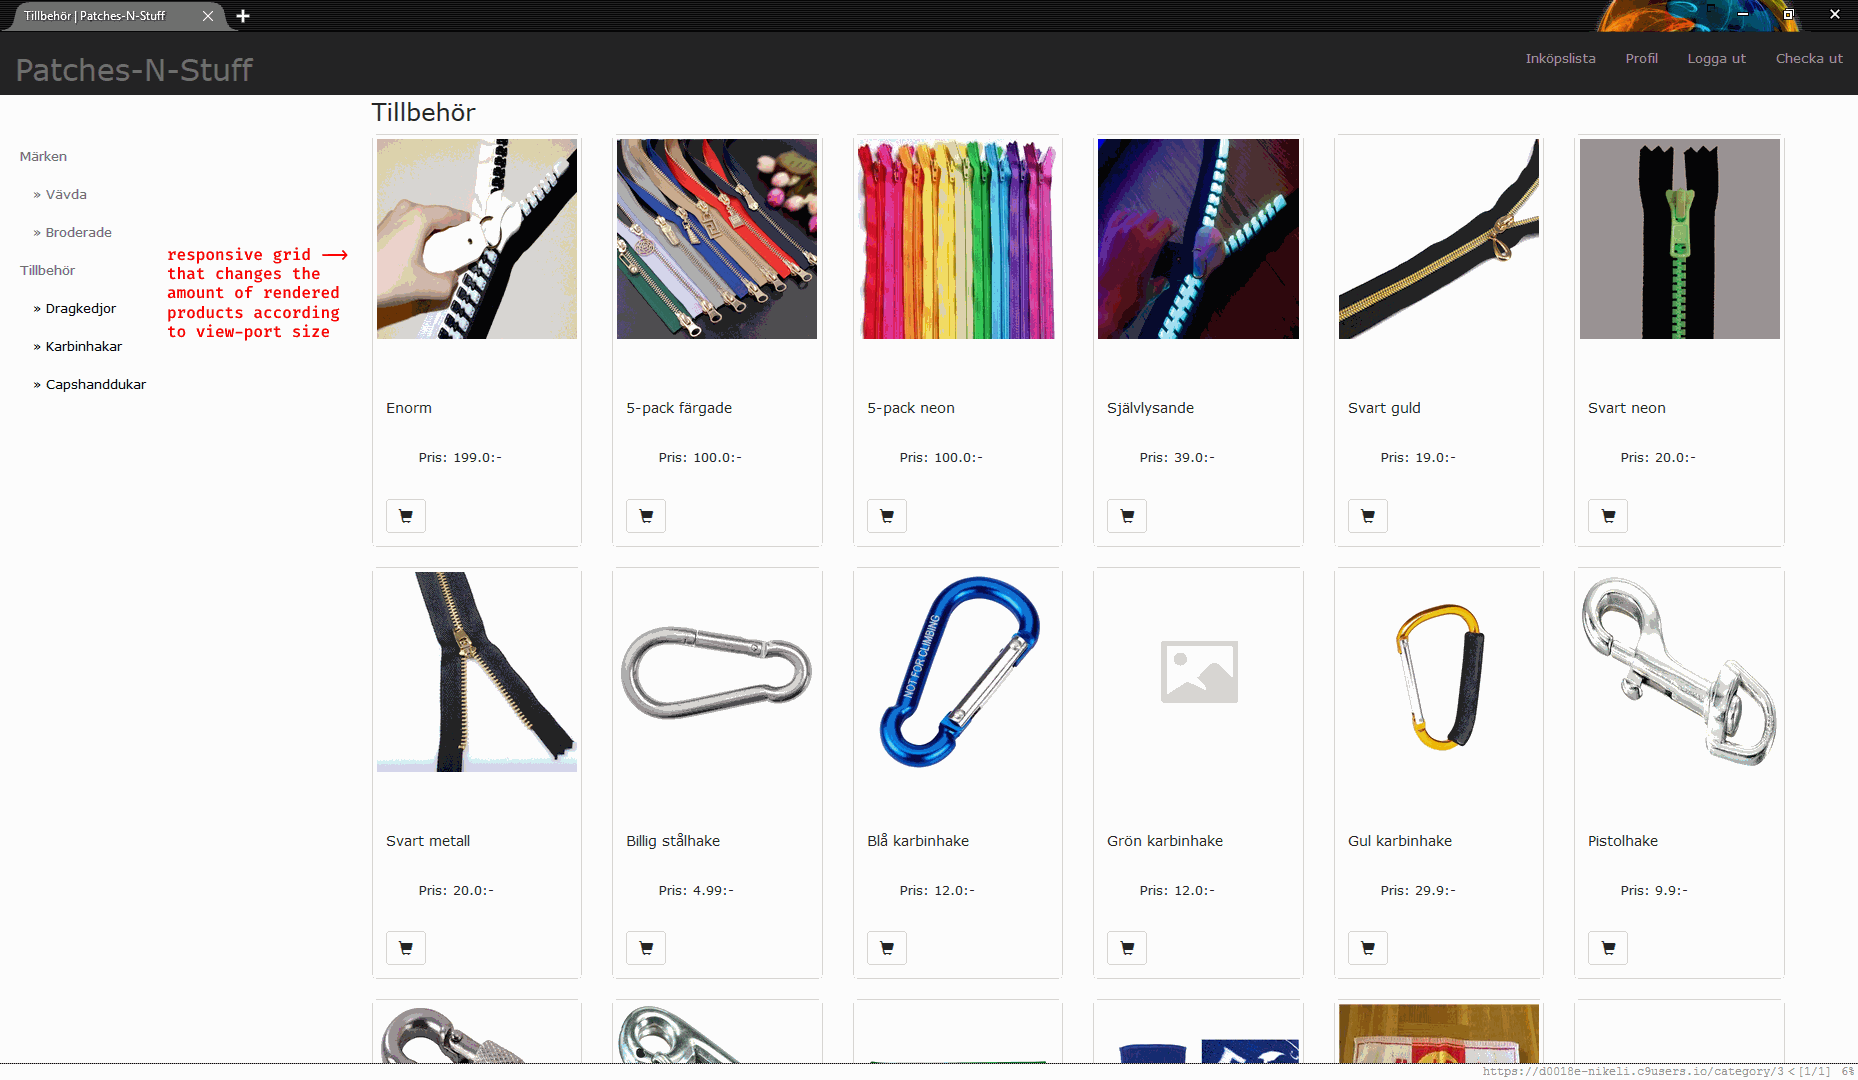 Tillbehör | Patches-N-Stuff
Patches-N-Stuff
Inköpslista Profil Logga ut Checka ut
Tillbehör
Märken
» Vävda
» Broderade
Tillbehör
» Dragkedjor
» Karbinhakar
» Capshanddukar
responsive grid →
that changes the
amount of rendered
products according
to view-port size
Enorm
Pris: 199.0:-
5-pack färgade
Pris: 100.0:-
5-pack neon
Pris: 100.0:-
Självlysande
Pris: 39.0:-
Svart guld
Pris: 19.0:-
Svart neon
Pris: 20.0:-
Svart metall
Pris: 20.0:-
Billig stålhake
Pris: 4.99:-
NOT FOR CLIMBING
Blå karbinhake
Pris: 12.0:-
Grön karbinhake
Pris: 12.0:-
Gul karbinhake
Pris: 29.9:-
Pistolhake
Pris: 9.9:-
https://d0018e-nikeli.c9users.io/category/3 < [1/1] 6%